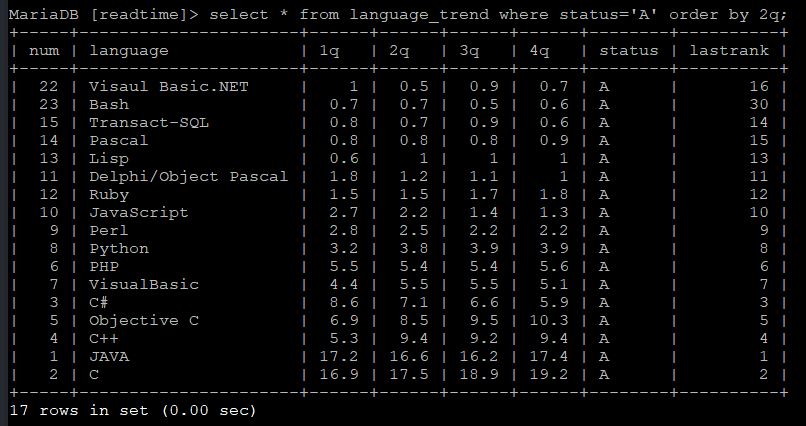 MariaDB [readtime]> select * from language_trend where status='A' order by 2q;
+-----+----------------------+------+------+------+------+--------+----------+
| num | language             | 1q   | 2q   | 3q   | 4q   | status | lastrank |
+-----+----------------------+------+------+------+------+--------+----------+
|  22 | Visaul Basic.NET     |    1 |  0.5 |  0.9 |  0.7 | A      |       16 |
|  23 | Bash                 |  0.7 |  0.7 |  0.5 |  0.6 | A      |       30 |
|  15 | Transact-SQL         |  0.8 |  0.7 |  0.9 |  0.6 | A      |       14 |
|  14 | Pascal               |  0.8 |  0.8 |  0.8 |  0.9 | A      |       15 |
|  13 | Lisp                 |  0.6 |    1 |    1 |    1 | A      |       13 |
|  11 | Delphi/Object Pascal |  1.8 |  1.2 |  1.1 |    1 | A      |       11 |
|  12 | Ruby                 |  1.5 |  1.5 |  1.7 |  1.8 | A      |       12 |
|  10 | JavaScript           |  2.7 |  2.2 |  1.4 |  1.3 | A      |       10 |
|   9 | Perl                 |  2.8 |  2.5 |  2.2 |  2.2 | A      |        9 |
|   8 | Python               |  3.2 |  3.8 |  3.9 |  3.9 | A      |        8 |
|   6 | PHP                  |  5.5 |  5.4 |  5.4 |  5.6 | A      |        6 |
|   7 | VisualBasic          |  4.4 |  5.5 |  5.5 |  5.1 | A      |        7 |
|   3 | C#                   |  8.6 |  7.1 |  6.6 |  5.9 | A      |        3 |
|   5 | Objective C          |  6.9 |  8.5 |  9.5 | 10.3 | A      |        5 |
|   4 | C++                  |  5.3 |  9.4 |  9.2 |  9.4 | A      |        4 |
|   1 | JAVA                 | 17.2 | 16.6 | 16.2 | 17.4 | A      |        1 |
|   2 | C                    | 16.9 | 17.5 | 18.9 | 19.2 | A      |        2 |
+-----+----------------------+------+------+------+------+--------+----------+
17 rows in set (0.00 sec)